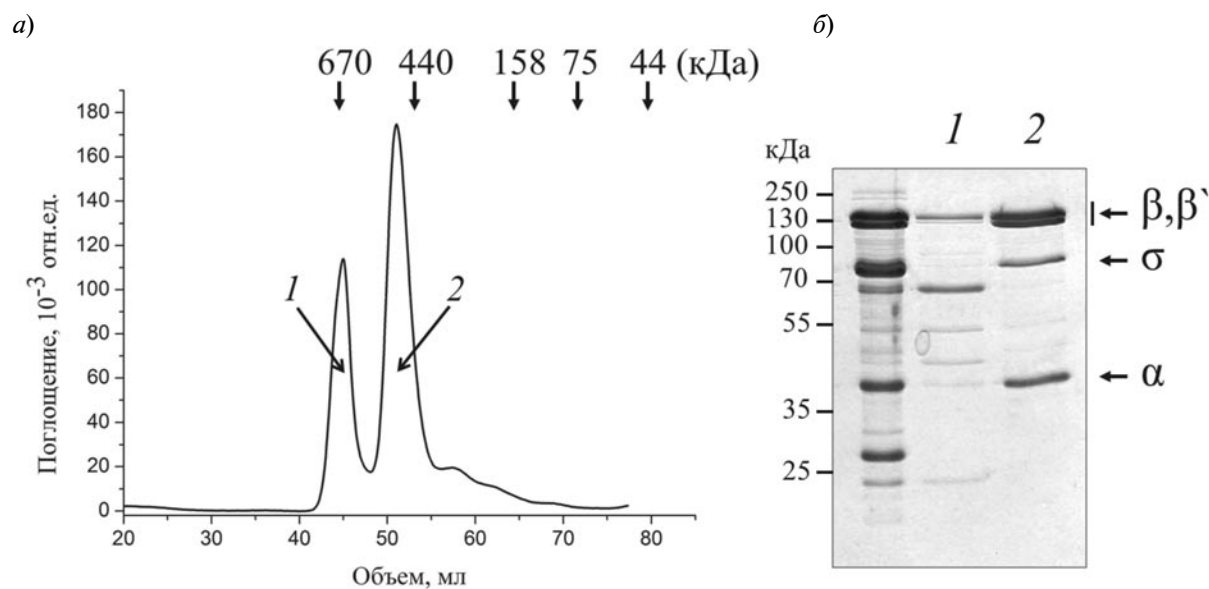 а)
670 440 158 75 44 (кДа)
180
160
140
120
100
80
60
40
20
0
Поглощение, 10⁻³ отн.ед.
1 2
20 30 40 50 60 70 80
Объем, мл
б)
1 2
кДа
250
130
100
70
55
35
25
β,β`
σ
α